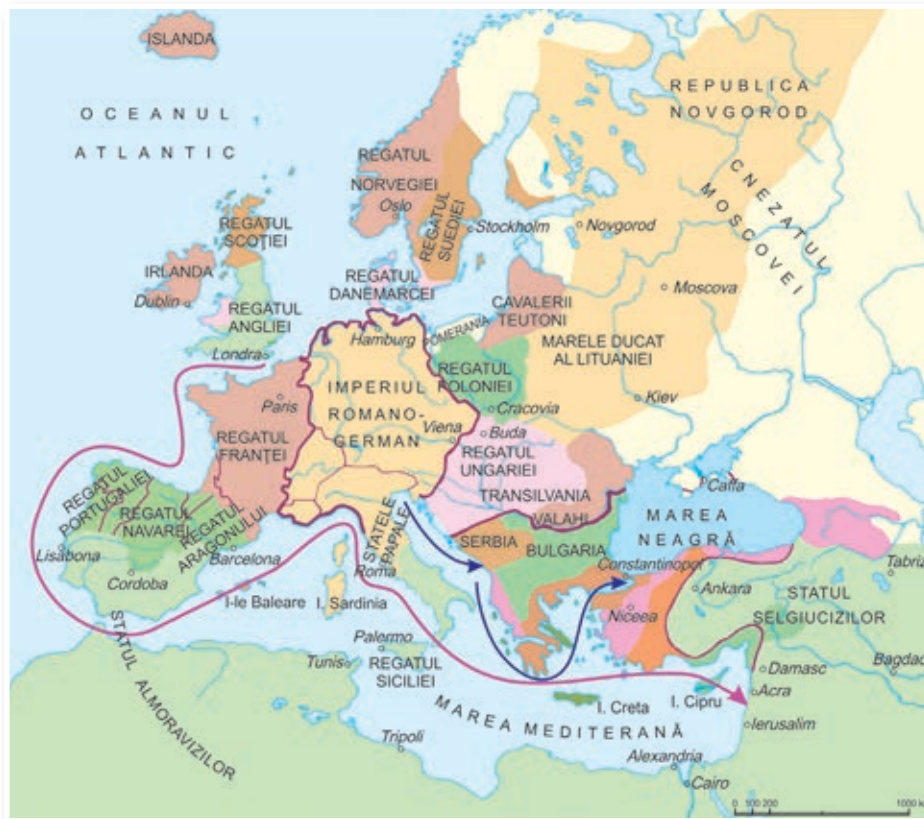 ISLANDA
OCEANUL
ATLANTIC
REPUBLICA
NOVGOROD
CNEZATUL
MOSCOVEI
REGATUL
NORVEGIEI
Oslo
REGATUL
SUEDIEI
Stockholm
Novgorod
REGATUL
SCOȚIEI
IRLANDA
Dublin
REGATUL
ANGLIEI
Londra
REGATUL
DANEMARCEI
CAVALERII
TEUTONI
Moscova
POMERANIA
Hamburg
MARELE DUCAT
AL LITUANIEI
REGATUL
POLONIEI
Cracovia
Kiev
IMPERIUL
ROMANO-
GERMAN
Viena
Buda
Paris
REGATUL
FRANȚEI
REGATUL
UNGARIEI
TRANSILVANIA
VALAHI
Caffa
MAREA
NEAGRĂ
REGATUL
PORTUGALIEI
REGATUL
NAVAREI
REGATUL
ARAGONULUI
Lisabona
Cordoba
Barcelona
I-le Baleare
I. Sardinia
STATELE
PAPALE
Roma
SERBIA
BULGARIA
Constantinopol
Niceea
Ankara
STATUL
SELGIUCIZILOR
Tabriz
Bagdad
Damasc
Acra
Ierusalim
STATUL ALMORAVIZILOR
Palermo
Tunis
REGATUL
SICILIEI
I. Creta
I. Cipru
MAREA MEDITERANĂ
Tripoli
Alexandria
Cairo
0 100 200 1000 k